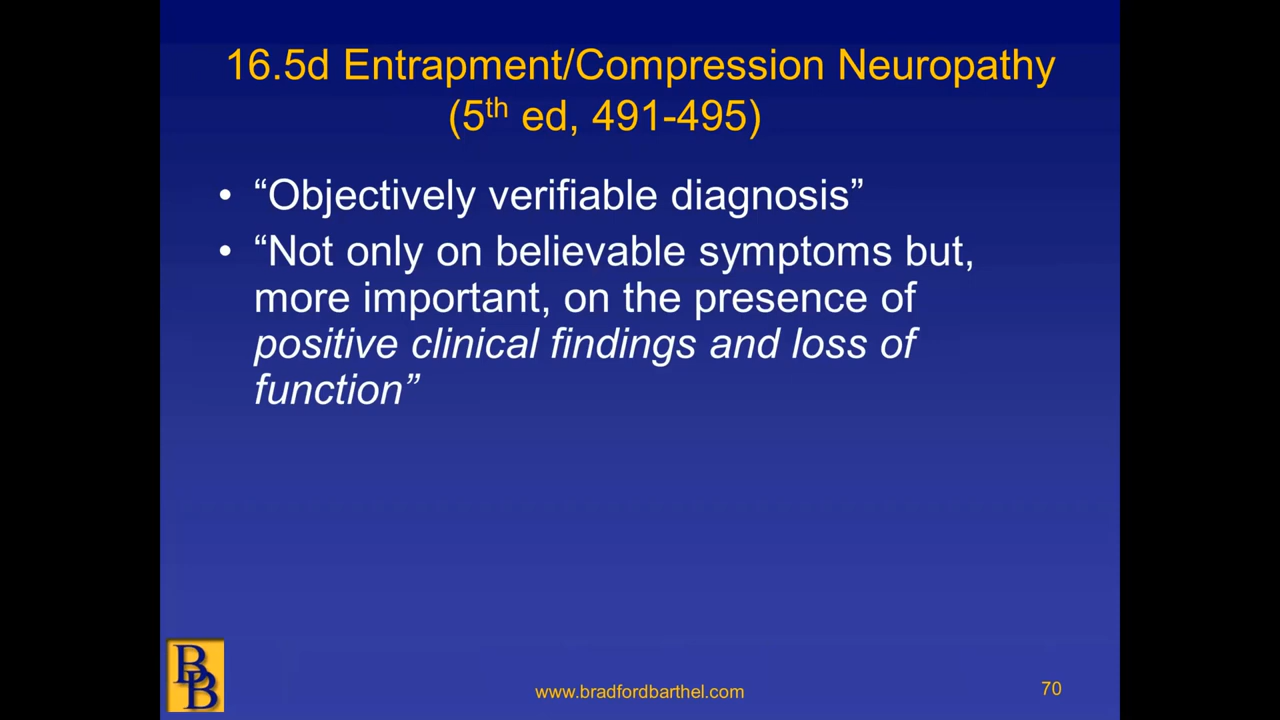 16.5d Entrapment/Compression Neuropathy
(5th ed, 491-495)
• “Objectively verifiable diagnosis”
• “Not only on believable symptoms but,
more important, on the presence of
positive clinical findings and loss of
function”
BB
www.bradfordbarthel.com
70